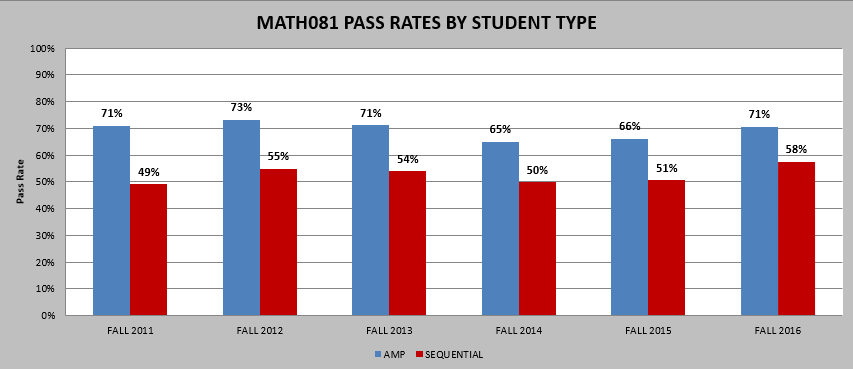 MATH081 PASS RATES BY STUDENT TYPE
100%
90%
80%
70%
60%
50%
40%
30%
20%
10%
0%
Pass Rate
71%
49%
73%
55%
71%
54%
65%
50%
66%
51%
71%
58%
FALL 2011
FALL 2012
FALL 2013
FALL 2014
FALL 2015
FALL 2016
AMP
SEQUENTIAL